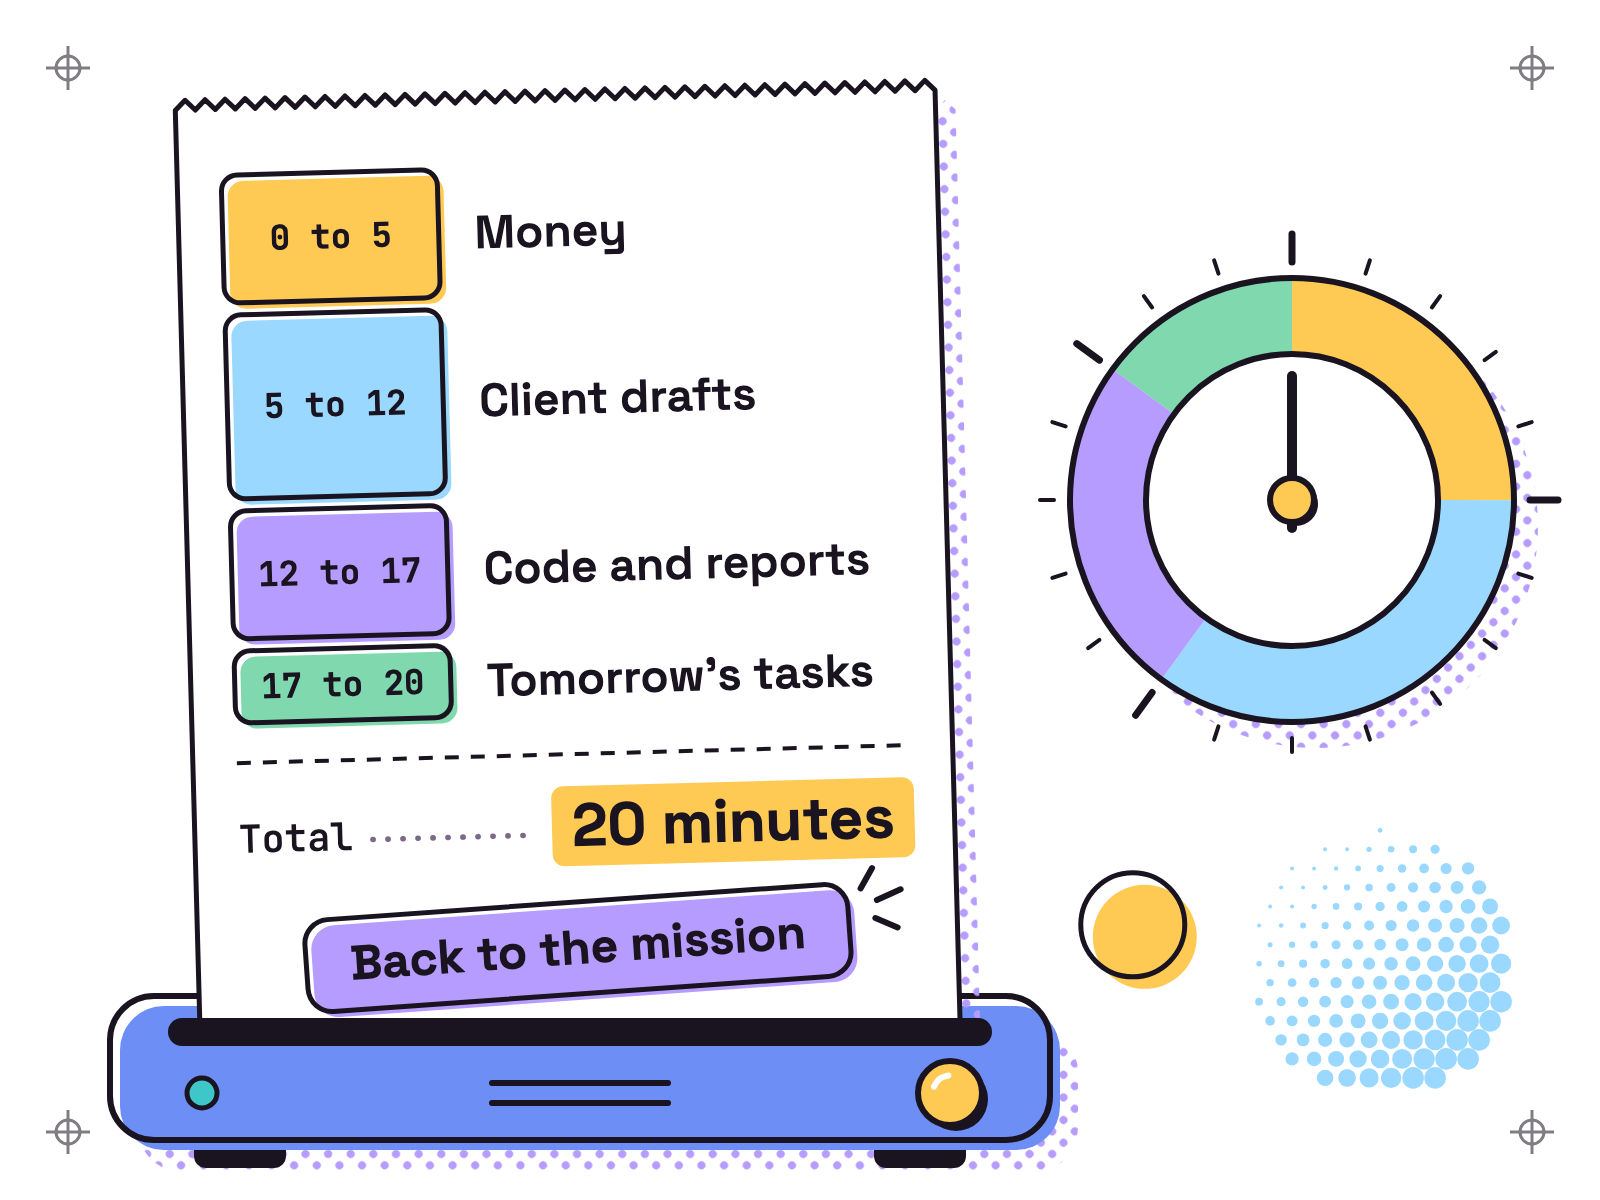 0 to 5 Money
5 to 12 Client drafts
12 to 17 Code and reports
17 to 20 Tomorrow’s tasks
Total 20 minutes
Back to the mission